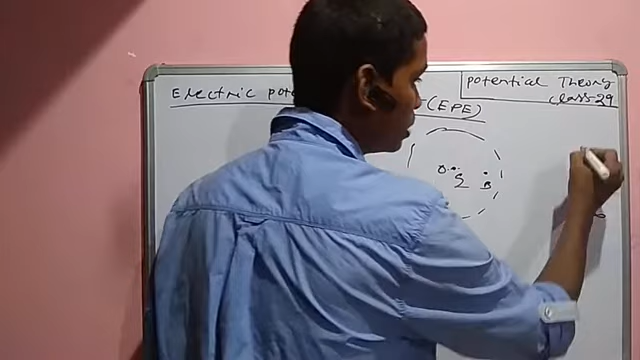 Electric pot (EPE)
potential Theory
class 29
O
S
B